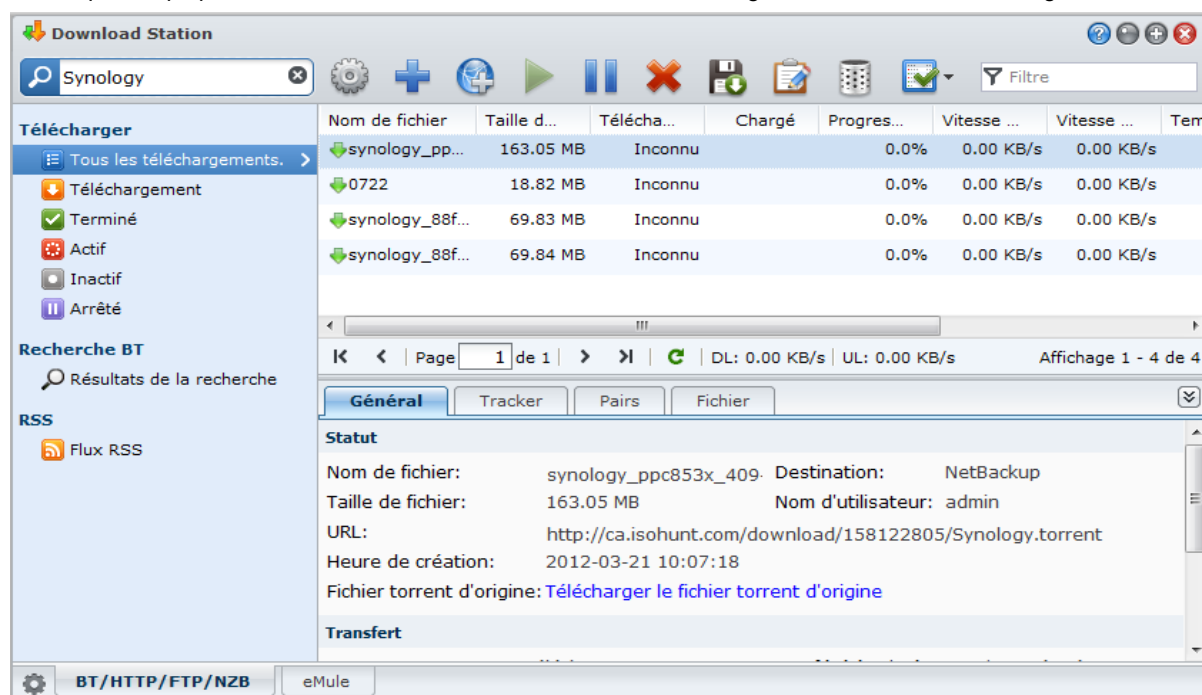 Download Station
Synology
Filtre
Télécharger
Tous les téléchargements.
Téléchargement
Terminé
Actif
Inactif
Arrêté
Recherche BT
Résultats de la recherche
RSS
Flux RSS
Nom de fichier Taille d... Télécha... Chargé Progres... Vitesse ... Vitesse ... Tem
synology_pp... 163.05 MB Inconnu 0.0% 0.00 KB/s 0.00 KB/s
0722 18.82 MB Inconnu 0.0% 0.00 KB/s 0.00 KB/s
synology_88f... 69.83 MB Inconnu 0.0% 0.00 KB/s 0.00 KB/s
synology_88f... 69.84 MB Inconnu 0.0% 0.00 KB/s 0.00 KB/s
Page 1 de 1 DL: 0.00 KB/s UL: 0.00 KB/s Affichage 1 - 4 de 4
Général Tracker Pairs Fichier
Statut
Nom de fichier: synology_ppc853x_409- Destination: NetBackup
Taille de fichier: 163.05 MB Nom d'utilisateur: admin
URL: http://ca.isohunt.com/download/158122805/Synology.torrent
Heure de création: 2012-03-21 10:07:18
Fichier torrent d'origine: Télécharger le fichier torrent d'origine
Transfert
BT/HTTP/FTP/NZB eMule